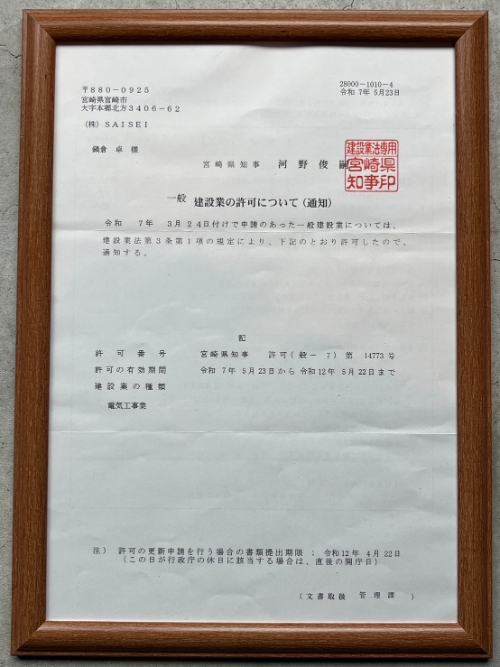 28000-1010-4
令和 7年 5月23日
〒880-0925
宮崎県宮崎市
大字本郷北方3406-62
(株)SAISEI
鍋倉 卓 様
宮崎県知事 河野俊嗣
建設業法専用
宮崎県
知事印
一般 建設業の許可について(通知)
令和 7年 3月24日付けで申請のあった一般建設業については、
建設業法第3条第1項の規定により、下記のとおり許可したので、
通知する。
記
許可番号 宮崎県知事 許可(般-7)第 14773号
許可の有効期間 令和 7年 5月23日から 令和12年 5月22日まで
建設業の種類
電気工事業
注) 許可の更新申請を行う場合の書類提出期限 : 令和12年 4月22日
(この日が行政庁の休日に該当する場合は、直後の開庁日)
(文書取扱 管理課 )